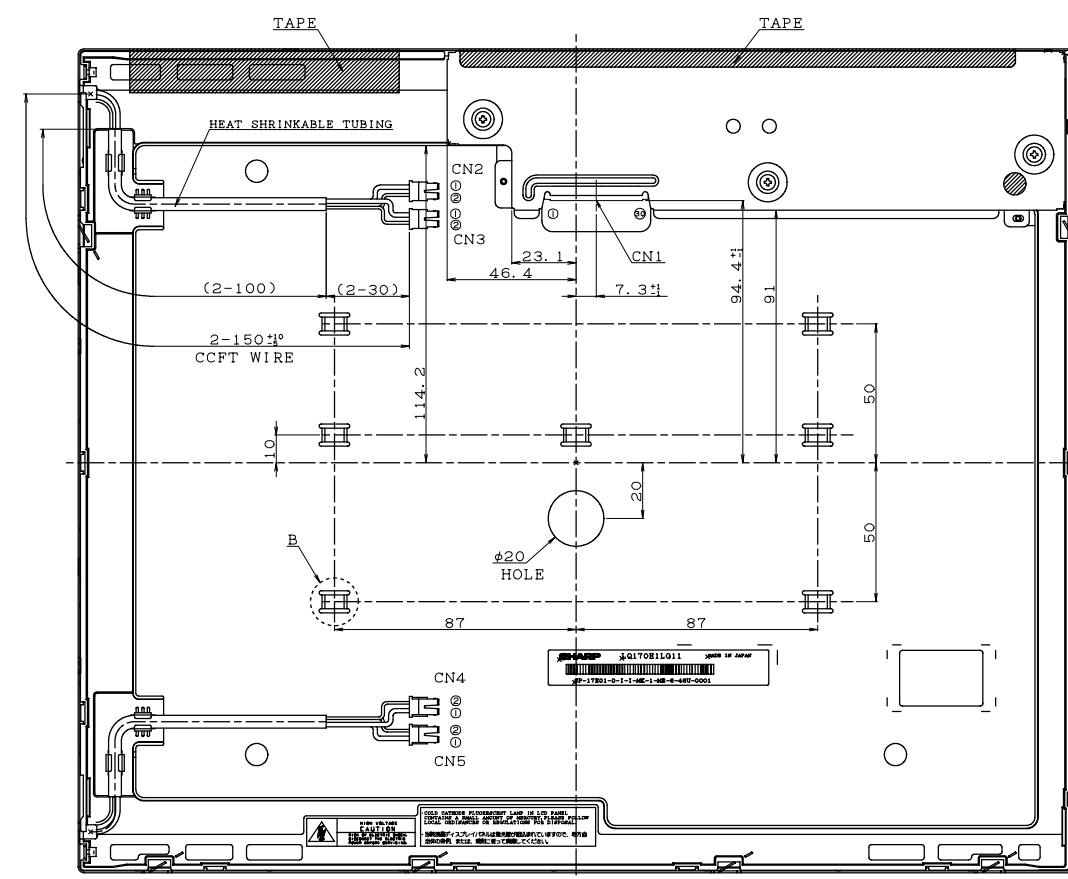 TAPE
TAPE
HEAT SHRINKABLE TUBING
CN2
①
②
①
②
CN3
①
30
CN1
23.1
46.4
7.3±1
94.4±1
91
(2-100)
(2-30)
2-150
CCFT WIRE
114.2
50
10
20
50
B
φ20
HOLE
87
87
SHARP LQ170E1LG11 MADE IN JAPAN
CN4
②
①
②
①
CN5
HIGH VOLTAGE
CAUTION
COLD CATHODE FLUORESCENT LAMP IN LCD PANEL
CONTAINS A SMALL AMOUNT OF MERCURY, PLEASE FOLLOW
LOCAL ORDINANCES OR REGULATIONS FOR DISPOSAL.